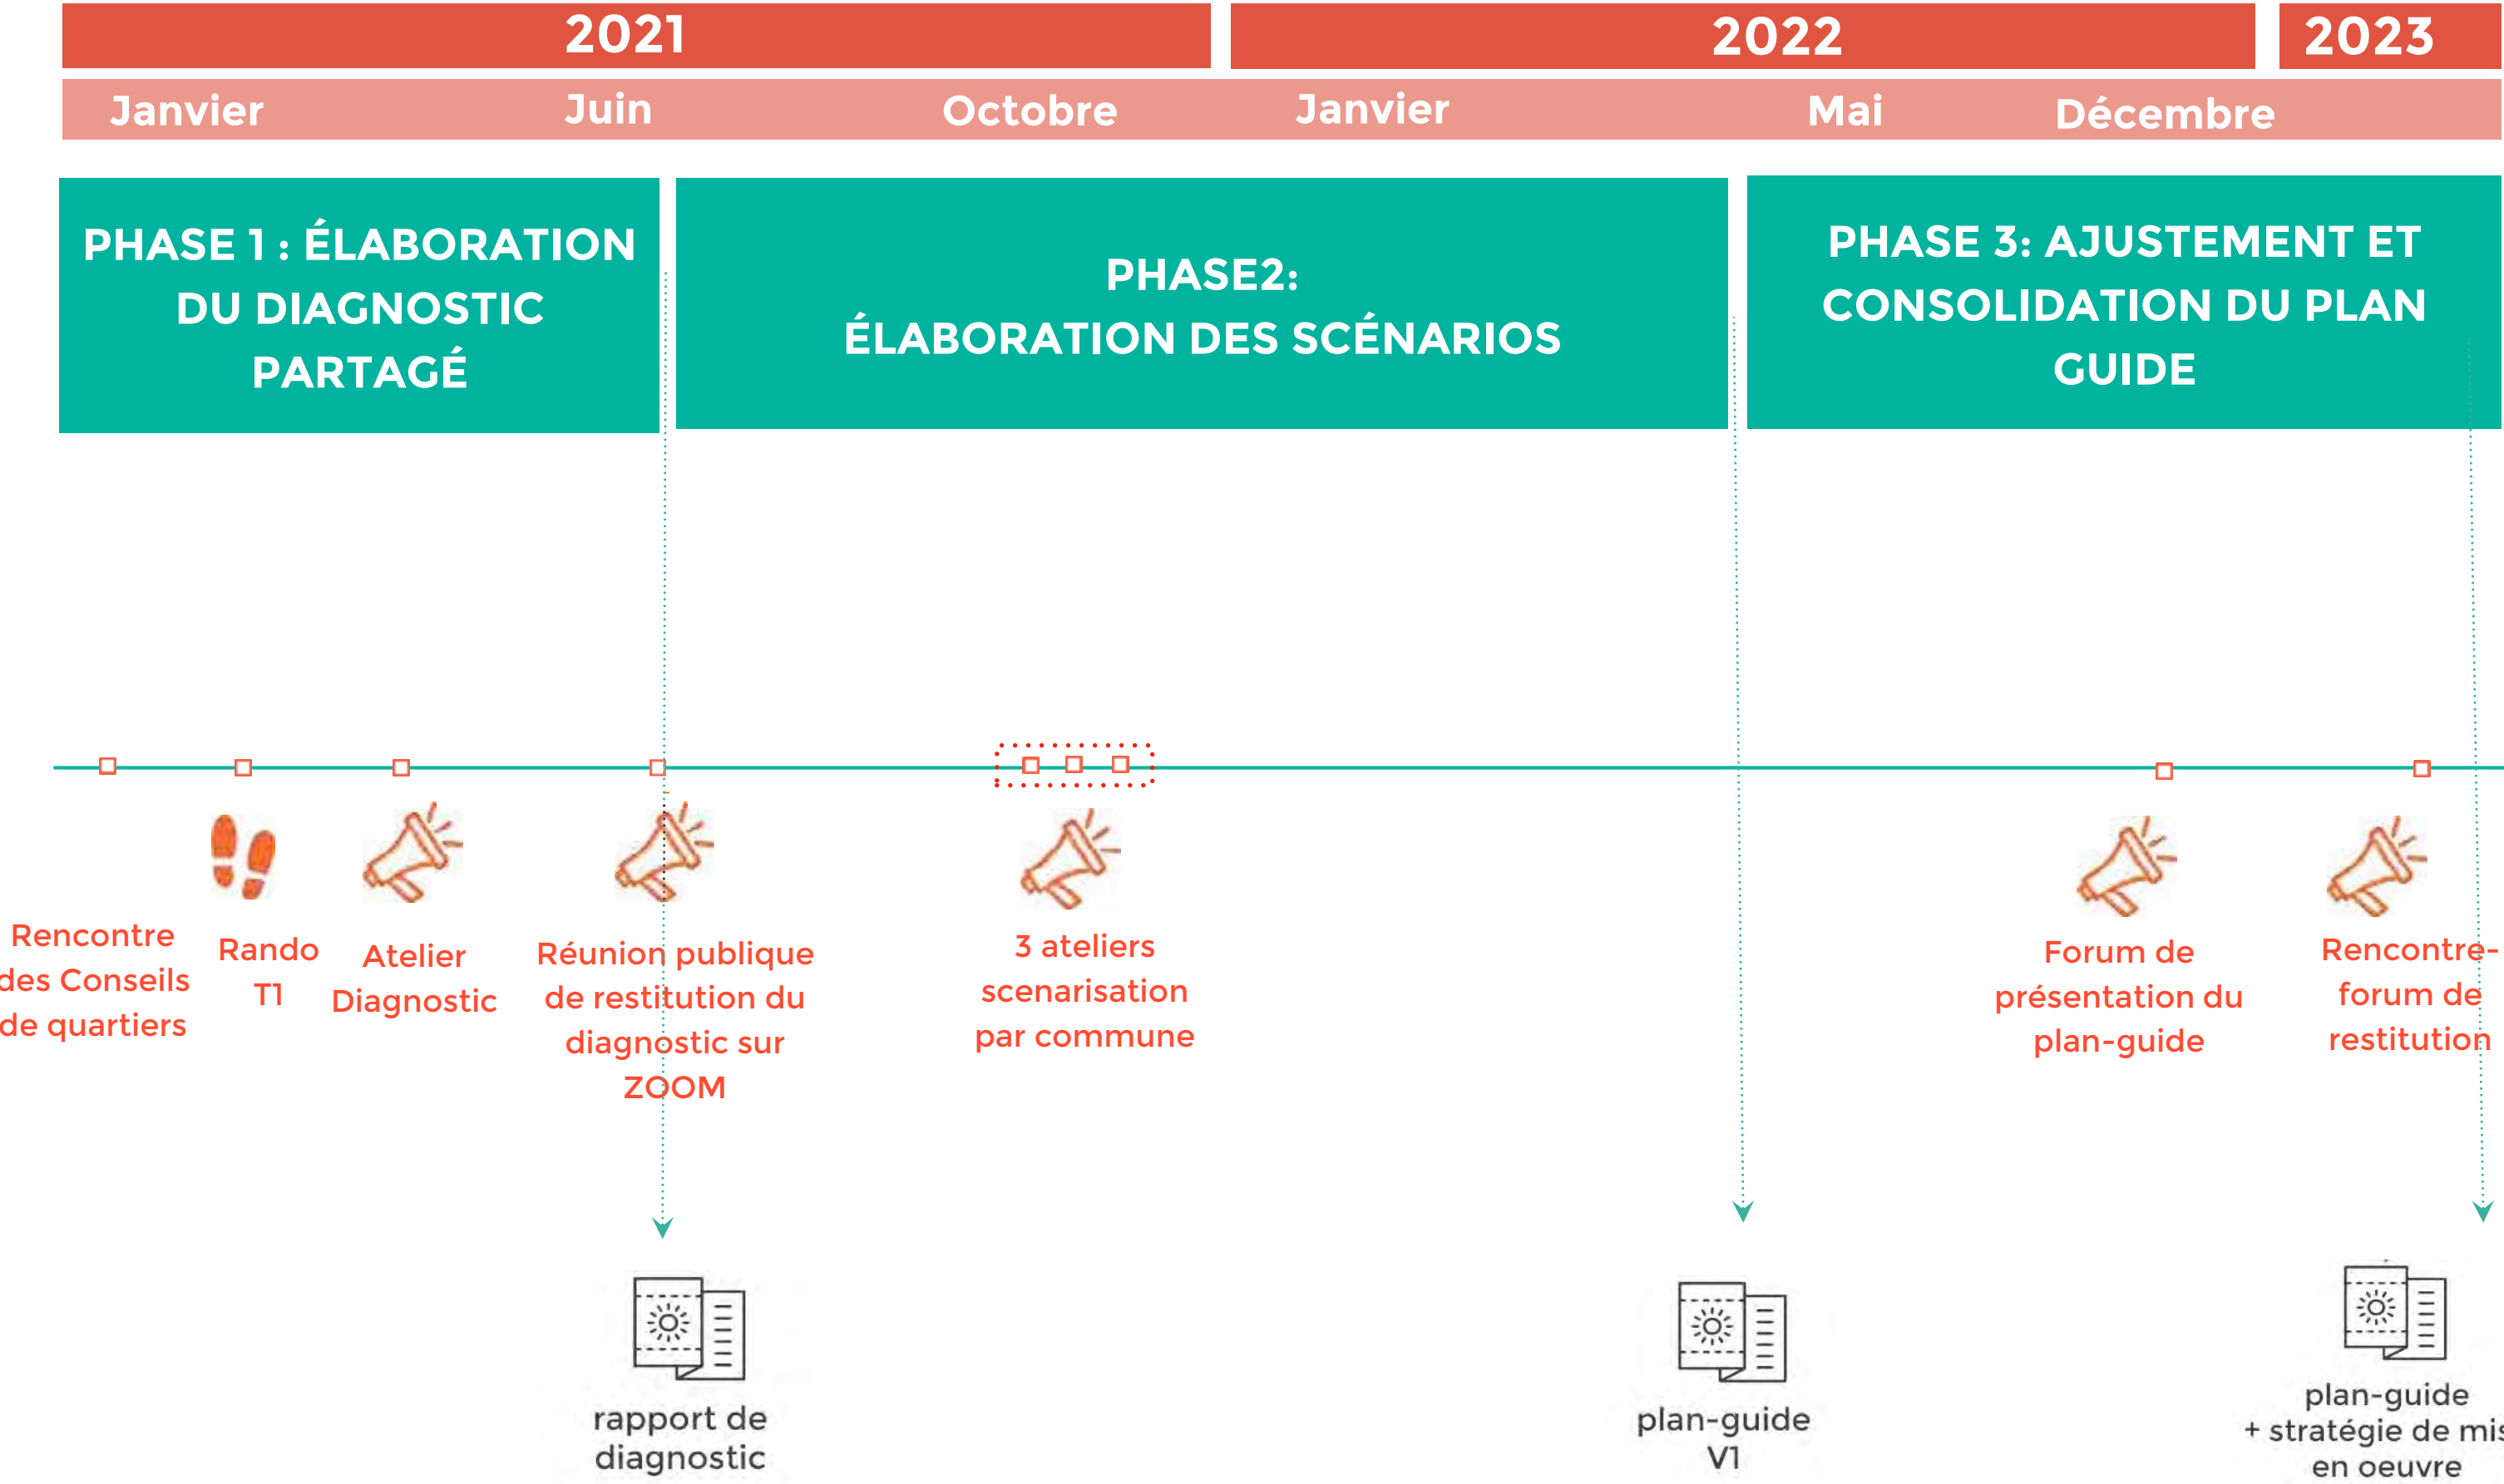 2021
2022
2023
Janvier
Juin
Octobre
Janvier
Mai
Décembre
PHASE 1 : ÉLABORATION
DU DIAGNOSTIC
PARTAGÉ
PHASE2:
ÉLABORATION DES SCÉNARIOS
PHASE 3: AJUSTEMENT ET
CONSOLIDATION DU PLAN
GUIDE
Rencontre
des Conseils
de quartiers
Rando
T1
Atelier
Diagnostic
Réunion publique
de restitution du
diagnostic sur
ZOOM
3 ateliers
scenarisation
par commune
Forum de
présentation du
plan-guide
Rencontre-
forum de
restitution
rapport de
diagnostic
plan-guide
V1
plan-guide
+ stratégie de mis
en oeuvre